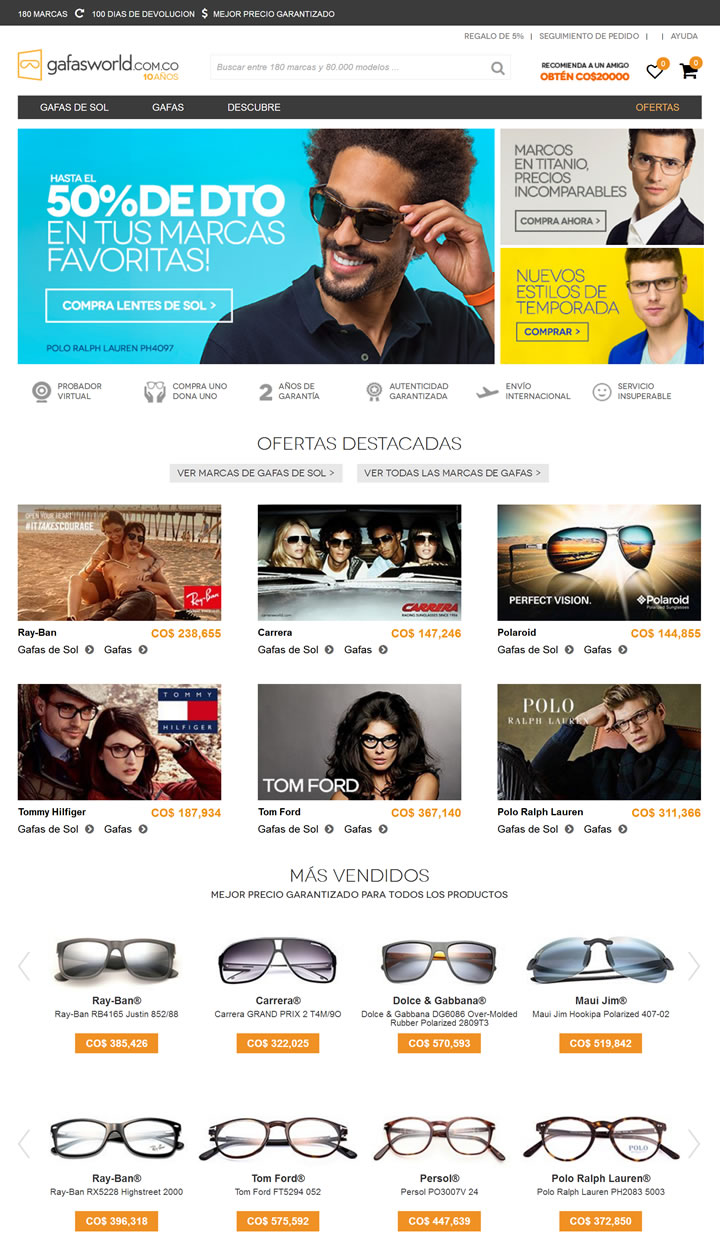 180 MARCAS 100 DIAS DE DEVOLUCION $ MEJOR PRECIO GARANTIZADO
REGALO DE 5% | SEGUIMIENTO DE PEDIDO | | AYUDA
gafasworld.COM.CO
10AÑOS
Buscar entre 180 marcas y 80.000 modelos ...
RECOMIENDA A UN AMIGO
OBTÉN CO$20000
0
0
GAFAS DE SOL GAFAS DESCUBRE OFERTAS
HASTA EL
50% DE DTO
EN TUS MARCAS
FAVORITAS!
COMPRA LENTES DE SOL >
POLO RALPH LAUREN PH4097
MARCOS
EN TITANIO,
PRECIOS
INCOMPARABLES
COMPRA AHORA >
NUEVOS
ESTILOS DE
TEMPORADA
COMPRAR >
PROBADOR
VIRTUAL
COMPRA UNO
DONA UNO
2 AÑOS DE
GARANTÍA
AUTENTICIDAD
GARANTIZADA
ENVÍO
INTERNACIONAL
SERVICIO
INSUPERABLE
OFERTAS DESTACADAS
VER MARCAS DE GAFAS DE SOL > VER TODAS LAS MARCAS DE GAFAS >
OPEN YOUR HEART
#ITTAKESCOURAGE
Ray-Ban
carreraworld.com
CARRERA
RACING SUNGLASSES SINCE 1956
PERFECT VISION.
Polaroid
Polarized Sunglasses
Ray-Ban CO$ 238,655
Gafas de Sol Gafas
Carrera CO$ 147,246
Gafas de Sol Gafas
Polaroid CO$ 144,855
Gafas de Sol Gafas
TOMMY
HILFIGER
TOM FORD
POLO
RALPH LAUREN
Tommy Hilfiger CO$ 187,934
Gafas de Sol Gafas
Tom Ford CO$ 367,140
Gafas de Sol Gafas
Polo Ralph Lauren CO$ 311,366
Gafas de Sol Gafas
MÁS VENDIDOS
MEJOR PRECIO GARANTIZADO PARA TODOS LOS PRODUCTOS
Ray-Ban®
Ray-Ban RB4165 Justin 852/88
CO$ 385,426
Carrera®
Carrera GRAND PRIX 2 T4M/9O
CO$ 322,025
Dolce & Gabbana®
Dolce & Gabbana DG6086 Over-Molded
Rubber Polarized 2809T3
CO$ 570,593
Maui Jim®
Maui Jim Hookipa Polarized 407-02
CO$ 519,842
Ray-Ban
POLO
Ray-Ban®
Ray-Ban RX5228 Highstreet 2000
CO$ 396,318
Tom Ford®
Tom Ford FT5294 052
CO$ 575,592
Persol®
Persol PO3007V 24
CO$ 447,639
Polo Ralph Lauren®
Polo Ralph Lauren PH2083 5003
CO$ 372,850